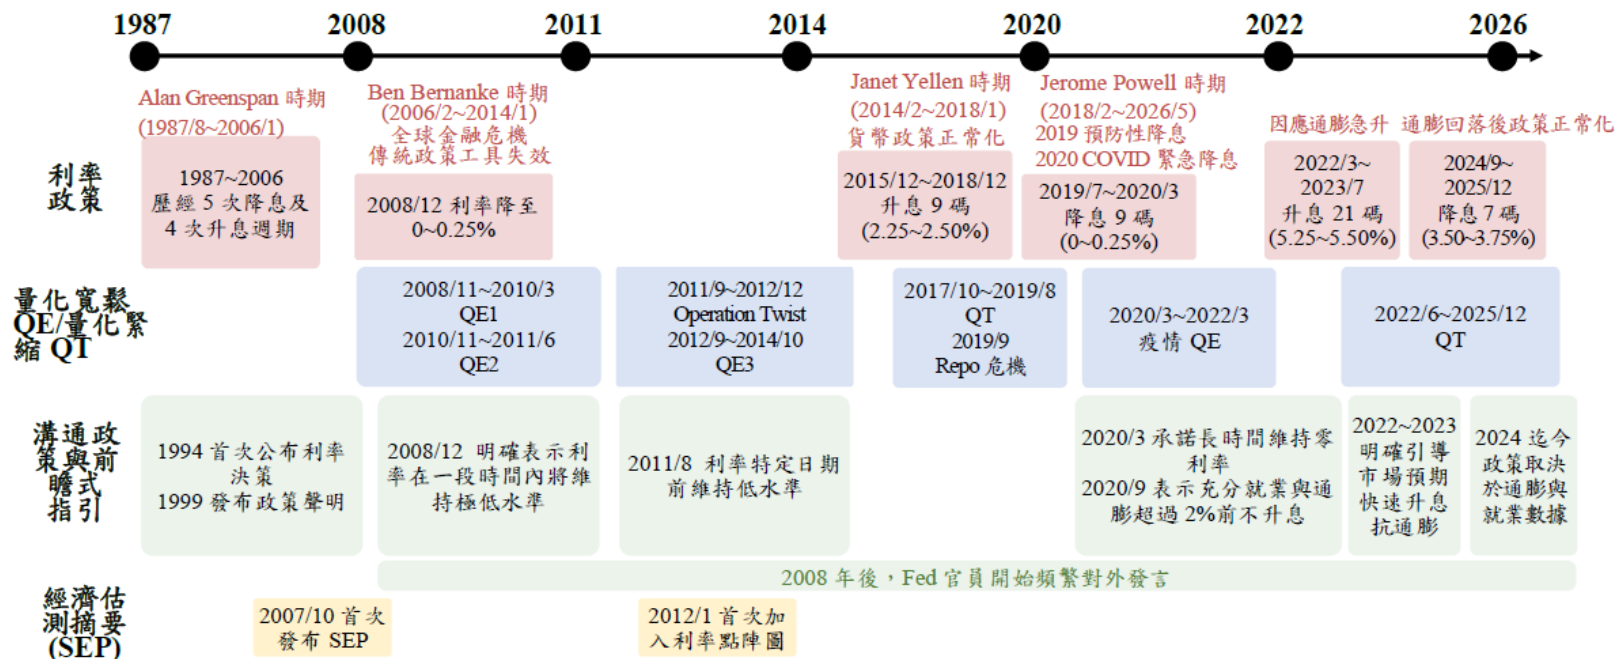 1987
2008
2011
2014
2020
2022
2026
Alan Greenspan 時期
(1987/8~2006/1)
Ben Bernanke 時期
(2006/2~2014/1)
全球金融危機
傳統政策工具失效
Janet Yellen 時期
(2014/2~2018/1)
貨幣政策正常化
Jerome Powell 時期
(2018/2~2026/5)
2019 預防性降息
2020 COVID 緊急降息
因應通膨急升
通膨回落後政策正常化
利率
政策
1987~2006
歷經 5 次降息及
4 次升息週期
2008/12 利率降至
0~0.25%
2015/12~2018/12
升息 9 碼
(2.25~2.50%)
2019/7~2020/3
降息 9 碼
(0~0.25%)
2022/3~
2023/7
升息 21 碼
(5.25~5.50%)
2024/9~
2025/12
降息 7 碼
(3.50~3.75%)
量化寬鬆
QE/量化緊
縮 QT
2008/11~2010/3
QE1
2010/11~2011/6
QE2
2011/9~2012/12
Operation Twist
2012/9~2014/10
QE3
2017/10~2019/8
QT
2019/9
Repo 危機
2020/3~2022/3
疫情 QE
2022/6~2025/12
QT
溝通政
策與前
瞻式
指引
1994 首次公布利率
決策
1999 發布政策聲明
2008/12 明確表示利
率在一段時間內將維
持極低水準
2011/8 利率特定日期
前維持低水準
2020/3 承諾長時間維持零
利率
2020/9 表示充分就業與通
膨超過 2%前不升息
2022~2023
明確引導
市場預期
快速升息
抗通膨
2024 迄今
政策取決
於通膨與
就業數據
2008 年後，Fed 官員開始頻繁對外發言
經濟估
測摘要
(SEP)
2007/10 首次
發布 SEP
2012/1 首次加
入利率點陣圖